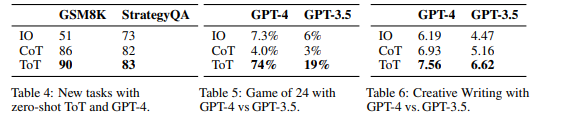 GSM8K StrategyQA
IO 51 73
CoT 86 82
ToT 90 83
Table 4: New tasks with
zero-shot ToT and GPT-4.
GPT-4 GPT-3.5
IO 7.3% 6%
CoT 4.0% 3%
ToT 74% 19%
Table 5: Game of 24 with
GPT-4 vs GPT-3.5.
GPT-4 GPT-3.5
IO 6.19 4.47
CoT 6.93 5.16
ToT 7.56 6.62
Table 6: Creative Writing with
GPT-4 vs. GPT-3.5.